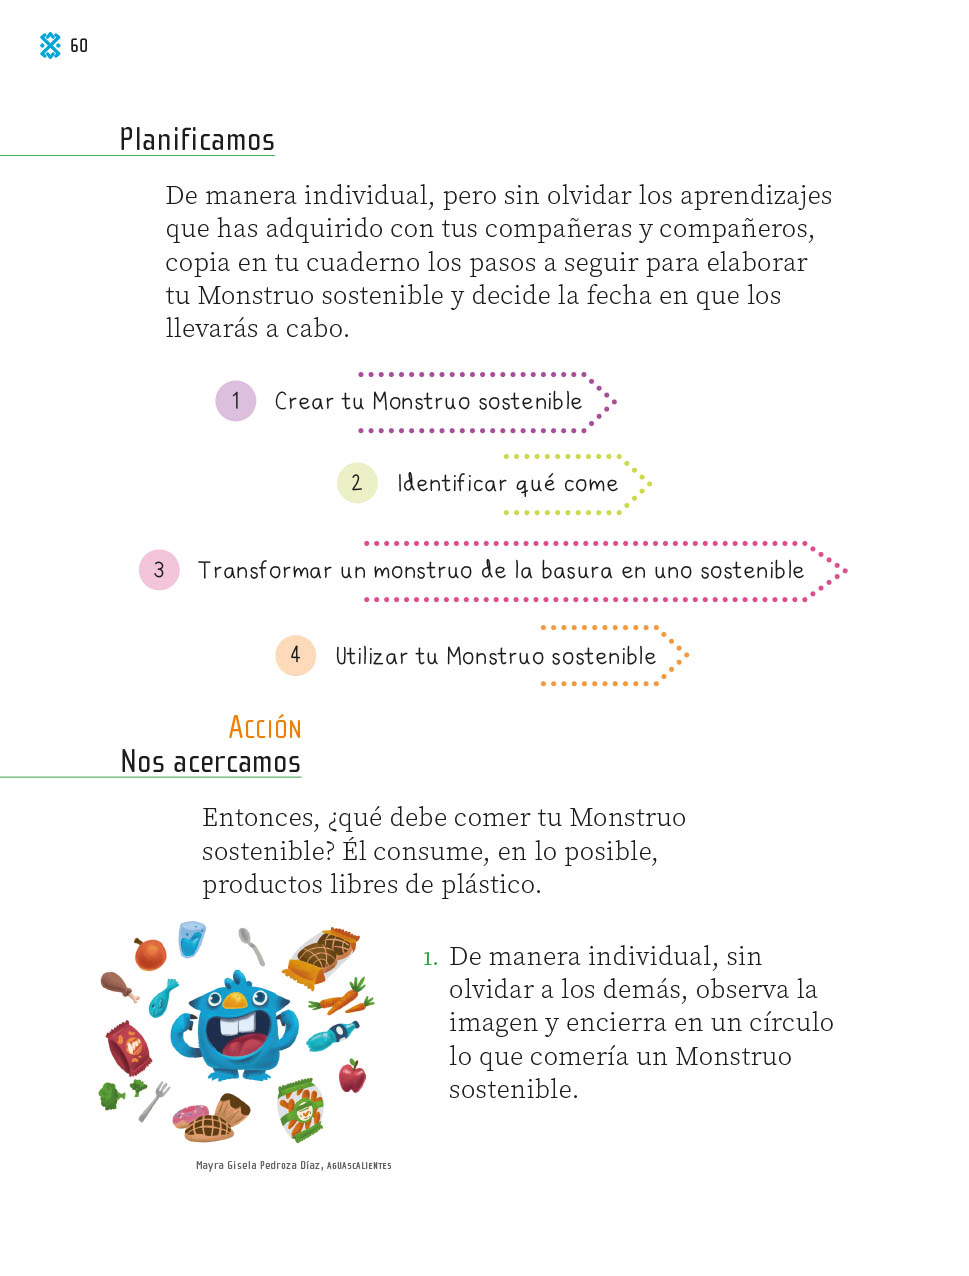 60
Planificamos
De manera individual, pero sin olvidar los aprendizajes
que has adquirido con tus compañeras y compañeros,
copia en tu cuaderno los pasos a seguir para elaborar
tu Monstruo sostenible y decide la fecha en que los
llevarás a cabo.
1 Crear tu Monstruo sostenible
2 Identificar qué come
3 Transformar un monstruo de la basura en uno sostenible
4 Utilizar tu Monstruo sostenible
Acción
Nos acercamos
Entonces, ¿qué debe comer tu Monstruo
sostenible? Él consume, en lo posible,
productos libres de plástico.
1. De manera individual, sin
olvidar a los demás, observa la
imagen y encierra en un círculo
lo que comería un Monstruo
sostenible.
Mayra Gisela Pedroza Díaz, AGUASCALIENTES